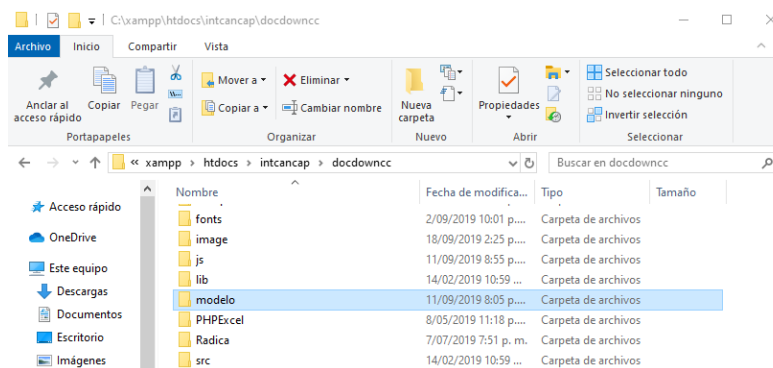 C:\xampp\htdocs\intcancap\docdowncc
Archivo Inicio Compartir Vista
Anclar al acceso rápido
Copiar
Pegar
Portapapeles
Mover a
Copiar a
Eliminar
Cambiar nombre
Organizar
Nueva carpeta
Nuevo
Propiedades
Abrir
Seleccionar todo
No seleccionar ninguno
Invertir selección
Seleccionar
« xampp > htdocs > intcancap > docdowncc
Buscar en docdowncc
Nombre Fecha de modifica... Tipo Tamaño
Acceso rápido
OneDrive
Este equipo
Descargas
Documentos
Escritorio
Imágenes
fonts 2/09/2019 10:01 p.... Carpeta de archivos
image 18/09/2019 2:25 p.... Carpeta de archivos
js 11/09/2019 8:55 p.... Carpeta de archivos
lib 14/02/2019 10:59 ... Carpeta de archivos
modelo 11/09/2019 8:05 p.... Carpeta de archivos
PHPExcel 8/05/2019 11:18 p.... Carpeta de archivos
Radica 7/07/2019 7:51 p. m. Carpeta de archivos
src 14/02/2019 10:59 ... Carpeta de archivos